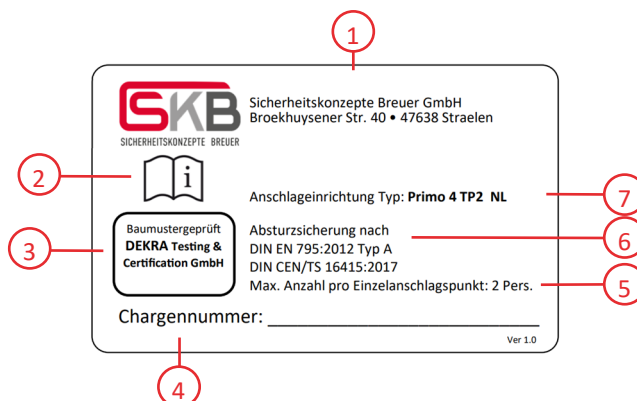 1
SKB
SICHERHEITSKONZEPTE BREUER
Sicherheitskonzepte Breuer GmbH
Broekhuysener Str. 40 • 47638 Straelen
2
i
Anschlageinrichtung Typ: Primo 4 TP2 NL
7
3
Baumustergeprüft
DEKRA Testing &
Certification GmbH
Absturzsicherung nach
DIN EN 795:2012 Typ A
DIN CEN/TS 16415:2017
Max. Anzahl pro Einzelanschlagspunkt: 2 Pers.
6
5
Chargennummer: ___________________________
Ver 1.0
4